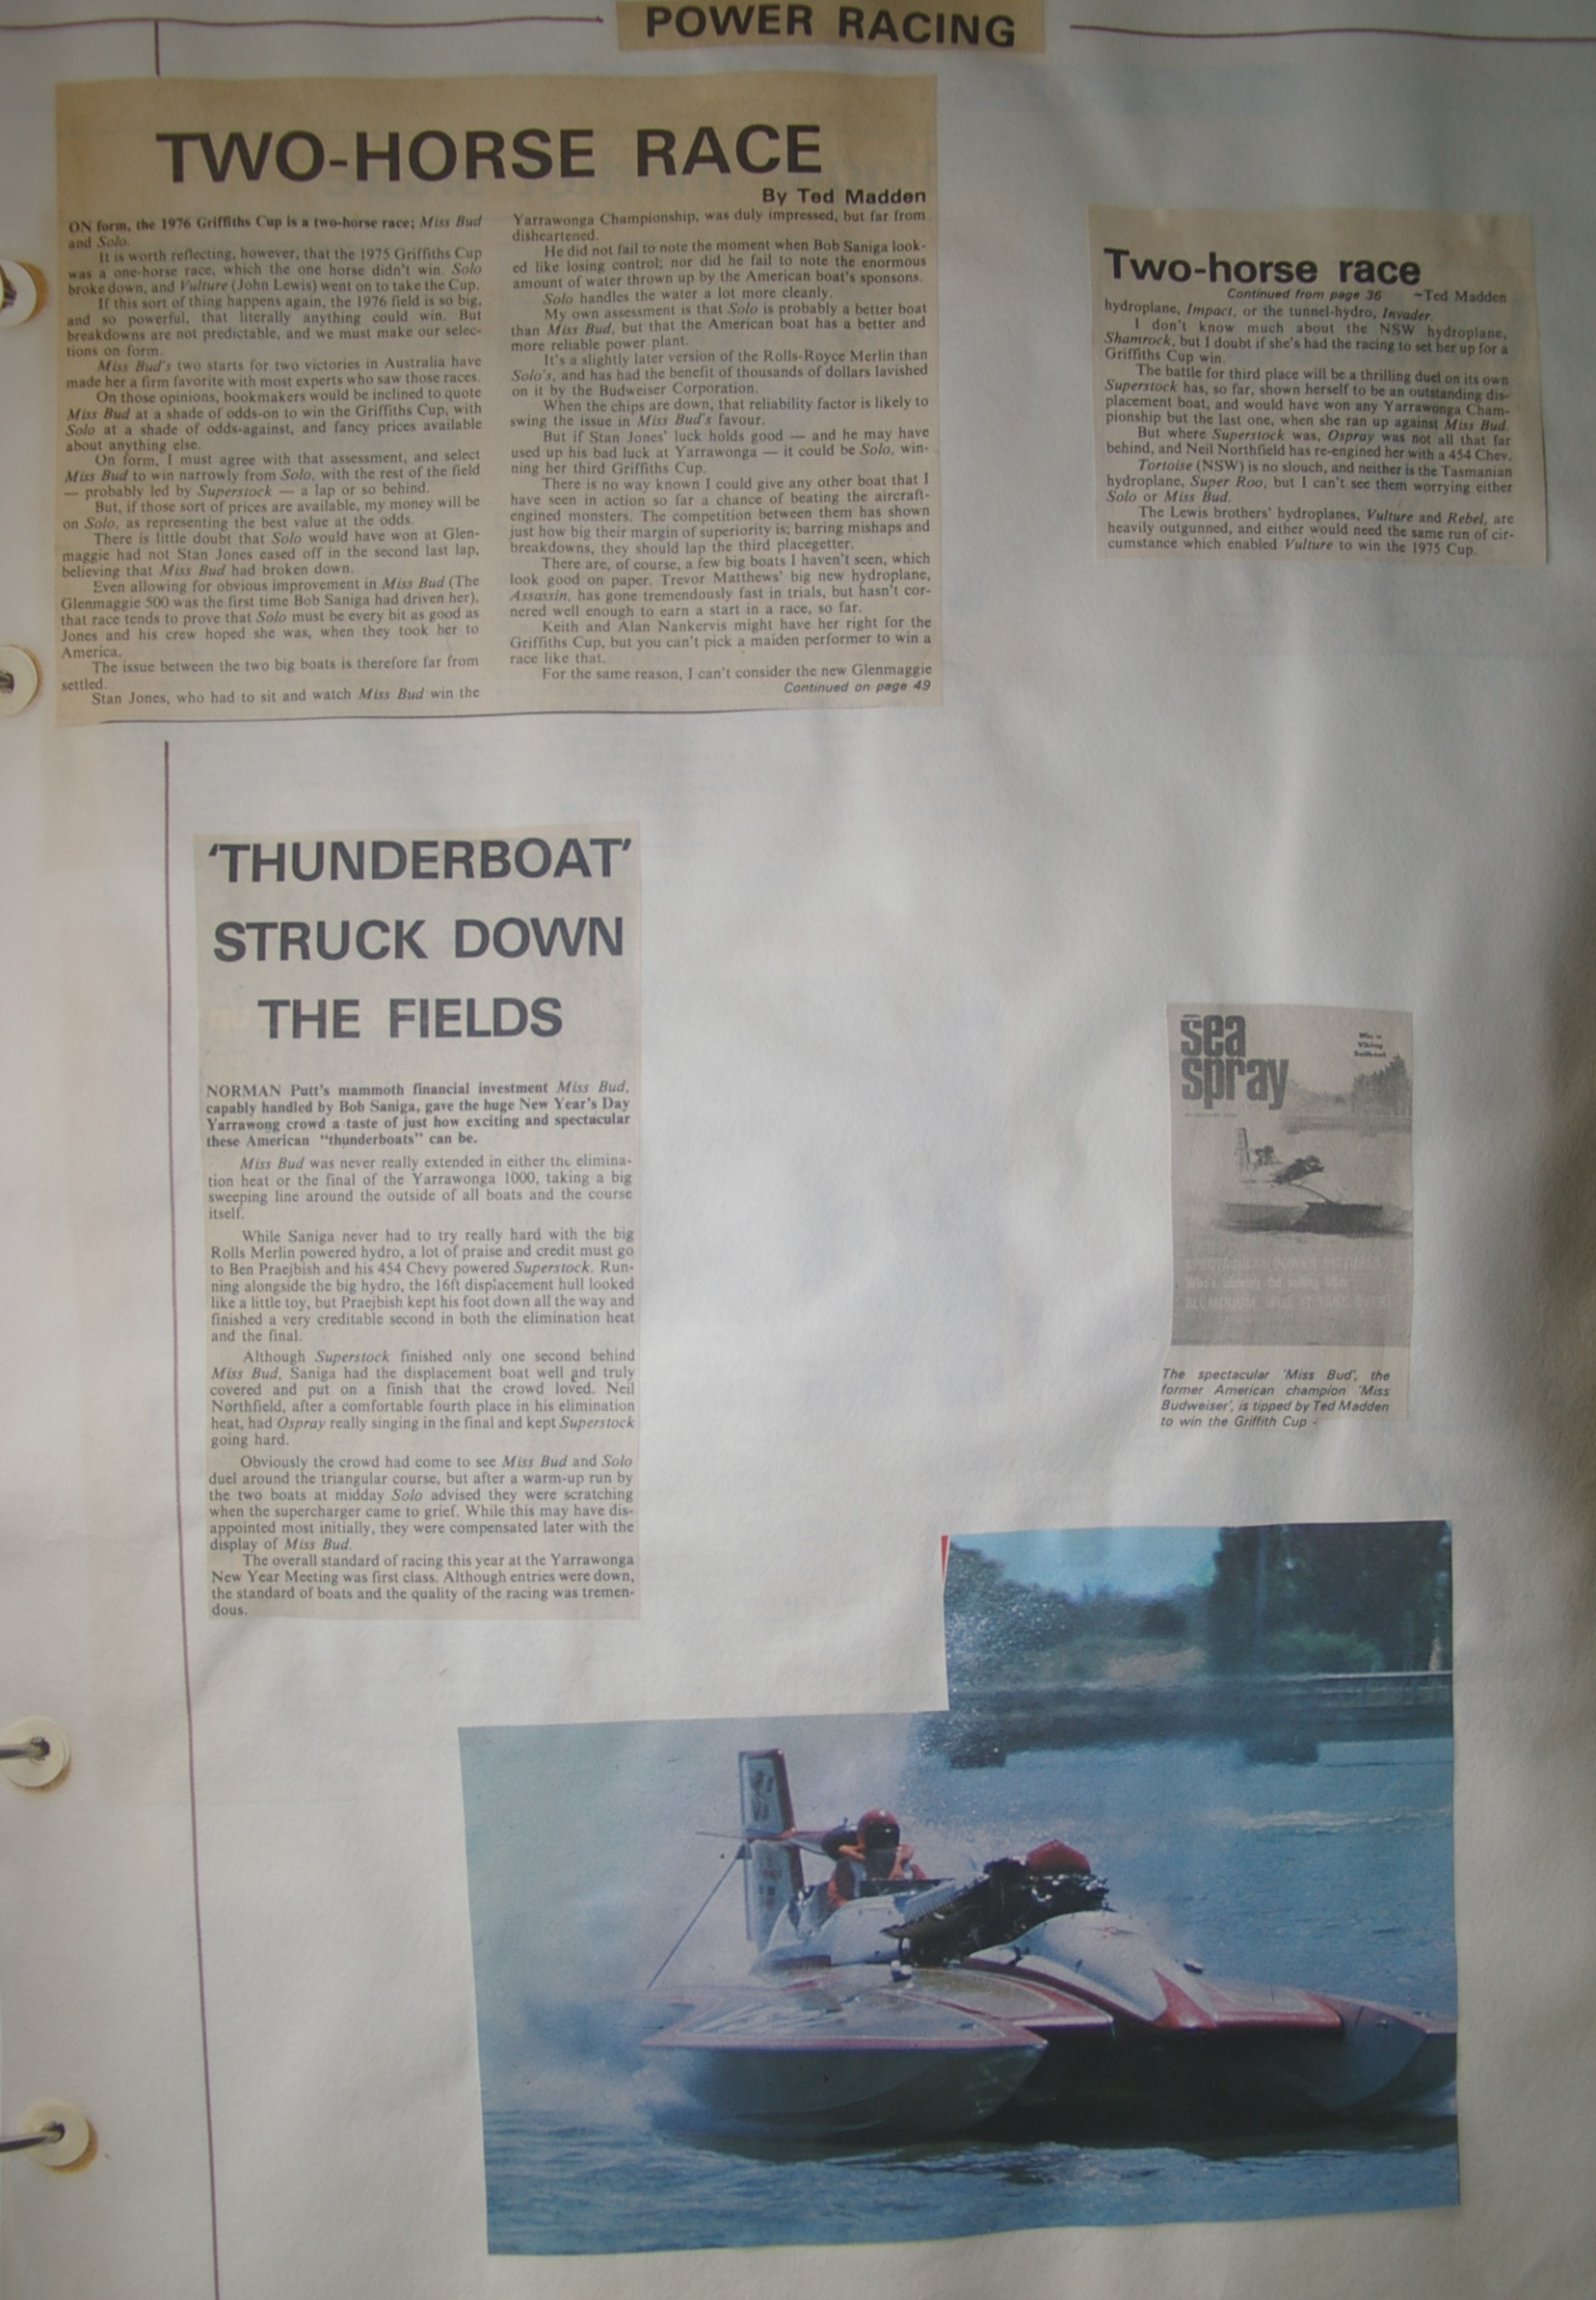 POWER RACING
TWO-HORSE RACE
By Ted Madden
ON form, the 1976 Griffiths Cup is a two-horse race; Miss Bud
and Solo.
It is worth reflecting, however, that the 1975 Griffiths Cup
was a one-horse race, which the one horse didn't win. Solo
broke down, and Vulture (John Lewis) went on to take the Cup.
If this sort of thing happens again, the 1976 field is so big,
and so powerful, that literally anything could win. But
breakdowns are not predictable, and we must make our selec-
tions on form.
Miss Bud's two starts for two victories in Australia have
made her a firm favorite with most experts who saw those races.
On those opinions, bookmakers would be inclined to quote
Miss Bud at a shade of odds-on to win the Griffiths Cup, with
Solo at a shade of odds-against, and fancy prices available
about anything else.
On form, I must agree with that assessment, and select
Miss Bud to win narrowly from Solo, with the rest of the field
— probably led by Superstock — a lap or so behind.
But, if those sort of prices are available, my money will be
on Solo, as representing the best value at the odds.
There is little doubt that Solo would have won at Glen-
maggie had not Stan Jones eased off in the second last lap,
believing that Miss Bud had broken down.
Even allowing for obvious improvement in Miss Bud (The
Glenmaggie 500 was the first time Bob Saniga had driven her),
that race tends to prove that Solo must be every bit as good as
Jones and his crew hoped she was, when they took her to
America.
The issue between the two big boats is therefore far from
settled.
Stan Jones, who had to sit and watch Miss Bud win the
Yarrawonga Championship, was duly impressed, but far from
disheartened.
He did not fail to note the moment when Bob Saniga look-
ed like losing control; nor did he fail to note the enormous
amount of water thrown up by the American boat's sponsons.
Solo handles the water a lot more cleanly.
My own assessment is that Solo is probably a better boat
than Miss Bud, but that the American boat has a better and
more reliable power plant.
It's a slightly later version of the Rolls-Royce Merlin than
Solo's, and has had the benefit of thousands of dollars lavished
on it by the Budweiser Corporation.
When the chips are down, that reliability factor is likely to
swing the issue in Miss Bud's favour.
But if Stan Jones' luck holds good — and he may have
used up his bad luck at Yarrawonga — it could be Solo, win-
ning her third Griffiths Cup.
There is no way known I could give any other boat that I
have seen in action so far a chance of beating the aircraft-
engined monsters. The competition between them has shown
just how big their margin of superiority is; barring mishaps and
breakdowns, they should lap the third placegetter.
There are, of course, a few big boats I haven't seen, which
look good on paper. Trevor Matthews' big new hydroplane,
Assassin, has gone tremendously fast in trials, but hasn't cor-
nered well enough to earn a start in a race, so far.
Keith and Alan Nankervis might have her right for the
Griffiths Cup, but you can't pick a maiden performer to win a
race like that.
For the same reason, I can't consider the new Glenmaggie
Continued on page 49
Two-horse race
Continued from page 36 —Ted Madden
hydroplane, Impact, or the tunnel-hydro, Invader.
I don't know much about the NSW hydroplane,
Shamrock, but I doubt if she's had the racing to set her up for a
Griffiths Cup win.
The battle for third place will be a thrilling duel on its own
Superstock has, so far, shown herself to be an outstanding dis-
placement boat, and would have won any Yarrawonga Cham-
pionship but the last one, when she ran up against Miss Bud.
But where Superstock was, Ospray was not all that far
behind, and Neil Northfield has re-engined her with a 454 Chev.
Tortoise (NSW) is no slouch, and neither is the Tasmanian
hydroplane, Super Roo, but I can't see them worrying either
Solo or Miss Bud.
The Lewis brothers' hydroplanes, Vulture and Rebel, are
heavily outgunned, and either would need the same run of cir-
cumstance which enabled Vulture to win the 1975 Cup.
'THUNDERBOAT'
STRUCK DOWN
THE FIELDS
NORMAN Putt's mammoth financial investment Miss Bud,
capably handled by Bob Saniga, gave the huge New Year's Day
Yarrawong crowd a taste of just how exciting and spectacular
these American "thunderboats" can be.
Miss Bud was never really extended in either the elimina-
tion heat or the final of the Yarrawonga 1000, taking a big
sweeping line around the outside of all boats and the course
itself.
While Saniga never had to try really hard with the big
Rolls Merlin powered hydro, a lot of praise and credit must go
to Ben Praejbish and his 454 Chevy powered Superstock. Run-
ning alongside the big hydro, the 16ft displacement hull looked
like a little toy, but Praejbish kept his foot down all the way and
finished a very creditable second in both the elimination heat
and the final.
Although Superstock finished only one second behind
Miss Bud, Saniga had the displacement boat well and truly
covered and put on a finish that the crowd loved. Neil
Northfield, after a comfortable fourth place in his elimination
heat, had Ospray really singing in the final and kept Superstock
going hard.
Obviously the crowd had come to see Miss Bud and Solo
duel around the triangular course, but after a warm-up run by
the two boats at midday Solo advised they were scratching
when the supercharger came to grief. While this may have dis-
appointed most initially, they were compensated later with the
display of Miss Bud.
The overall standard of racing this year at the Yarrawonga
New Year Meeting was first class. Although entries were down,
the standard of boats and the quality of the racing was tremen-
dous.
sea
spray
Win a
Viking
Sailboat
SPECTACULAR POWER PICTURES
ALUMINIUM, WILL IT TAKE OVER?
The spectacular 'Miss Bud', the
former American champion 'Miss
Budweiser', is tipped by Ted Madden
to win the Griffith Cup -